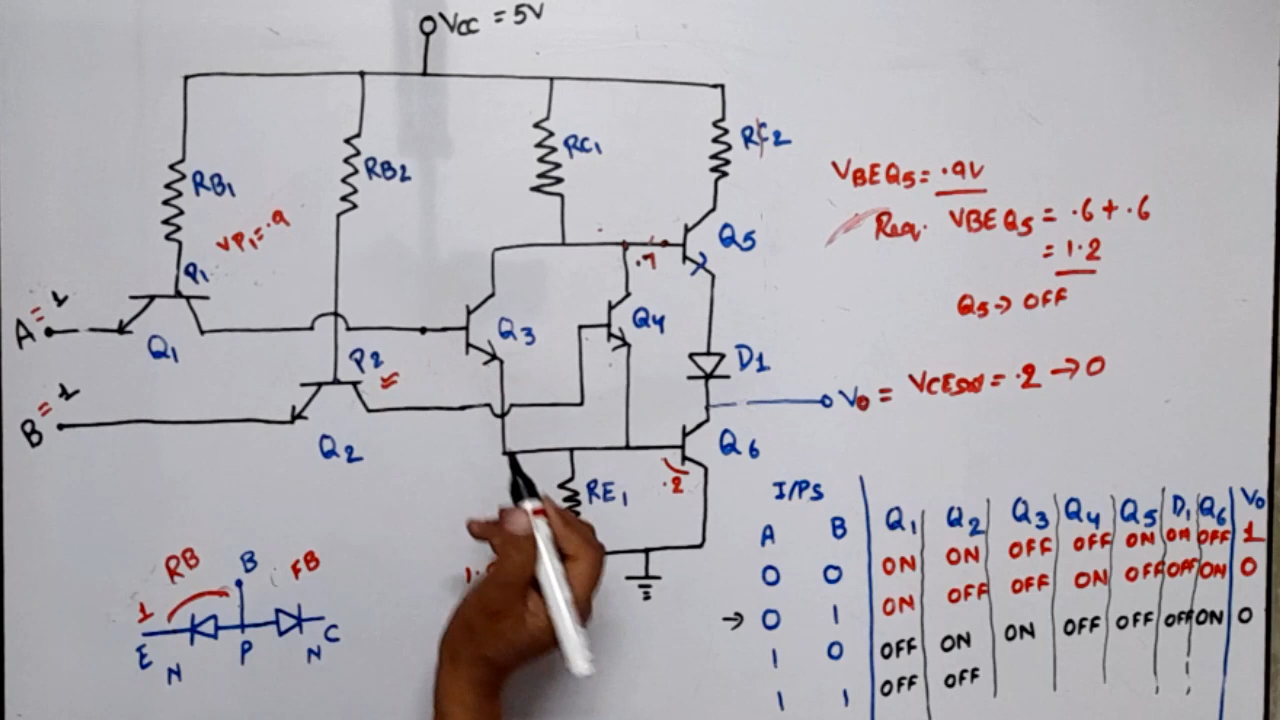 VCC = 5V
RB1
RB2
RC1
RC2
VP1 = .9
P1
A = 1
Q1
Q3
Q4
Q5
.7
VBEQ5 = .9V
Req. VBEQ5 = .6 + .6
= 1.2
Q5 → OFF
P2
D1
V0 = VCESat = .2 → 0
B = 1
Q2
Q6
.2
RE1
RB B FB
1
E N P N C
I/Ps
A B Q1 Q2 Q3 Q4 Q5 D1 Q6 V0
0 0 ON ON OFF OFF ON ON OFF 1
→ 0 1 ON OFF OFF ON OFF OFF ON 0
1 0 OFF ON ON OFF OFF OFF ON 0
1 1 OFF OFF